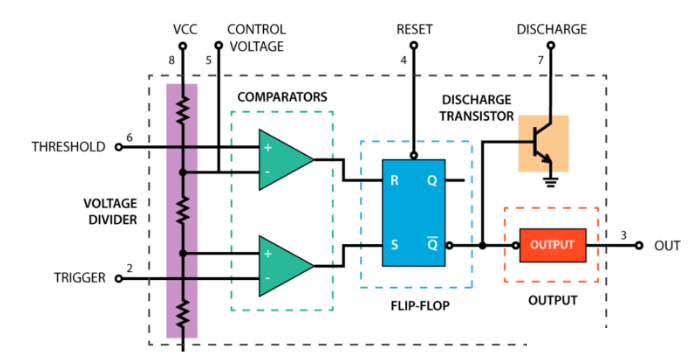 VCC
CONTROL
VOLTAGE
RESET
DISCHARGE
8
5
4
7
COMPARATORS
DISCHARGE
TRANSISTOR
THRESHOLD
6
+
-
R
Q
VOLTAGE
DIVIDER
+
-
S
Q̅
OUTPUT
3
OUT
TRIGGER
2
FLIP-FLOP
OUTPUT